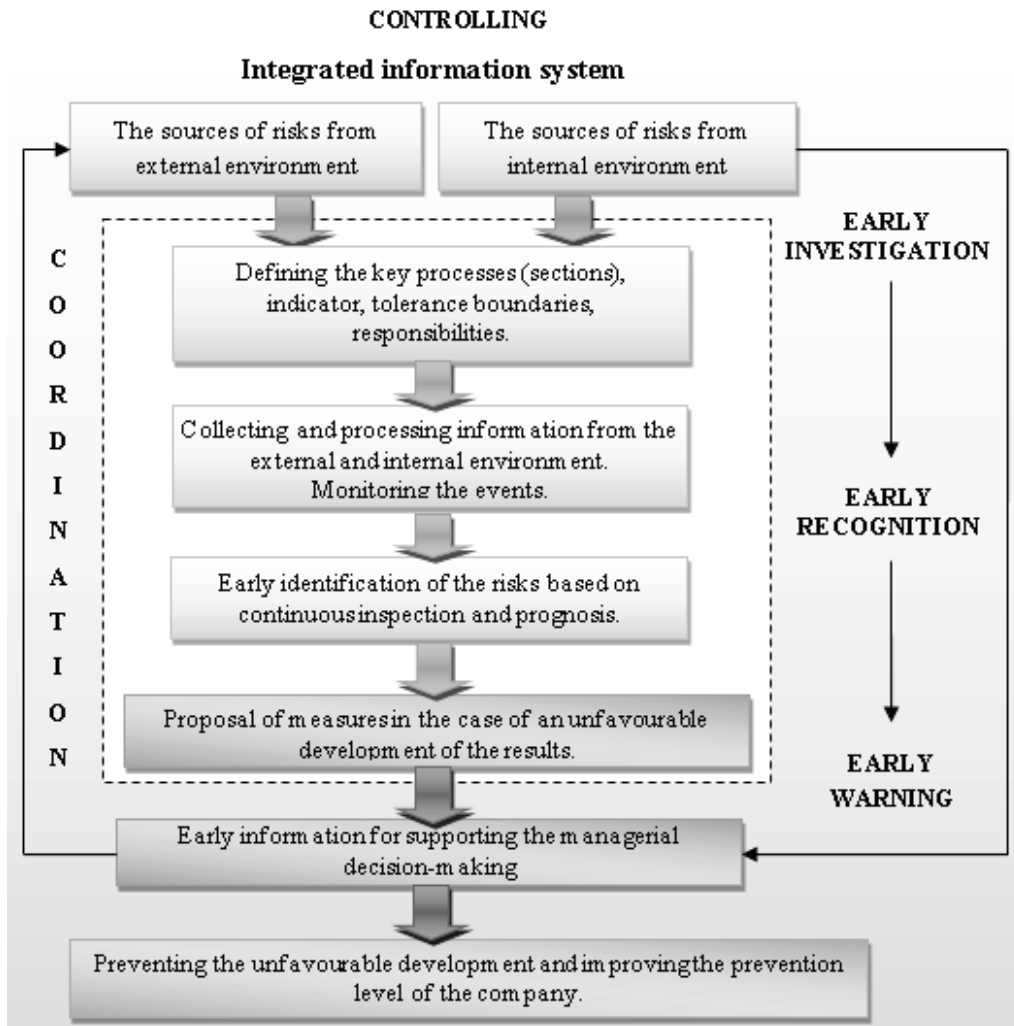 CONTROLLING
Integrated information system
The sources of risks from
external environment
The sources of risks from
internal environment
C
O
O
R
D
I
N
A
T
I
O
N
EARLY
INVESTIGATION
Defining the key processes (sections),
indicator, tolerance boundaries,
responsibilities.
Collecting and processing information from the
external and internal environment.
Monitoring the events.
EARLY
RECOGNITION
Early identification of the risks based on
continuous inspection and prognosis.
Proposal of measures in the case of an unfavourable
development of the results.
EARLY
WARNING
Early information for supporting the managerial
decision-making
Preventing the unfavourable development and improving the prevention
level of the company.